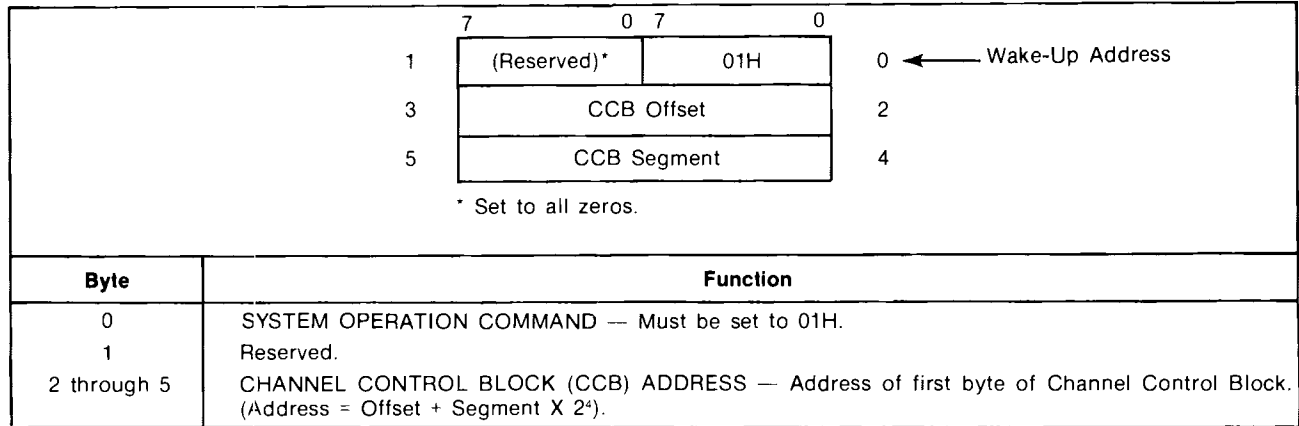 7 0 7 0
1 (Reserved)* 01H 0 Wake-Up Address
3 CCB Offset 2
5 CCB Segment 4
* Set to all zeros.
Byte Function
0 SYSTEM OPERATION COMMAND — Must be set to 01H.
1 Reserved.
2 through 5 CHANNEL CONTROL BLOCK (CCB) ADDRESS — Address of first byte of Channel Control Block.
(Address = Offset + Segment X 2⁴).